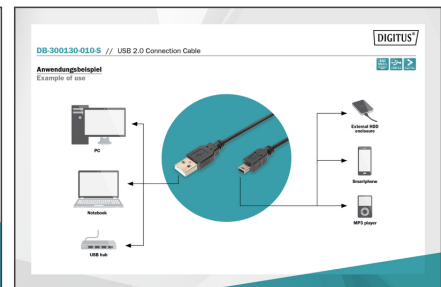 DIGITUS®
DB-300130-010-S // USB 2.0 Connection Cable
Anwendungsbeispiel
Example of use
PC
Notebook
USB hub
External HDD
enclosure
Smartphone
MP3 player